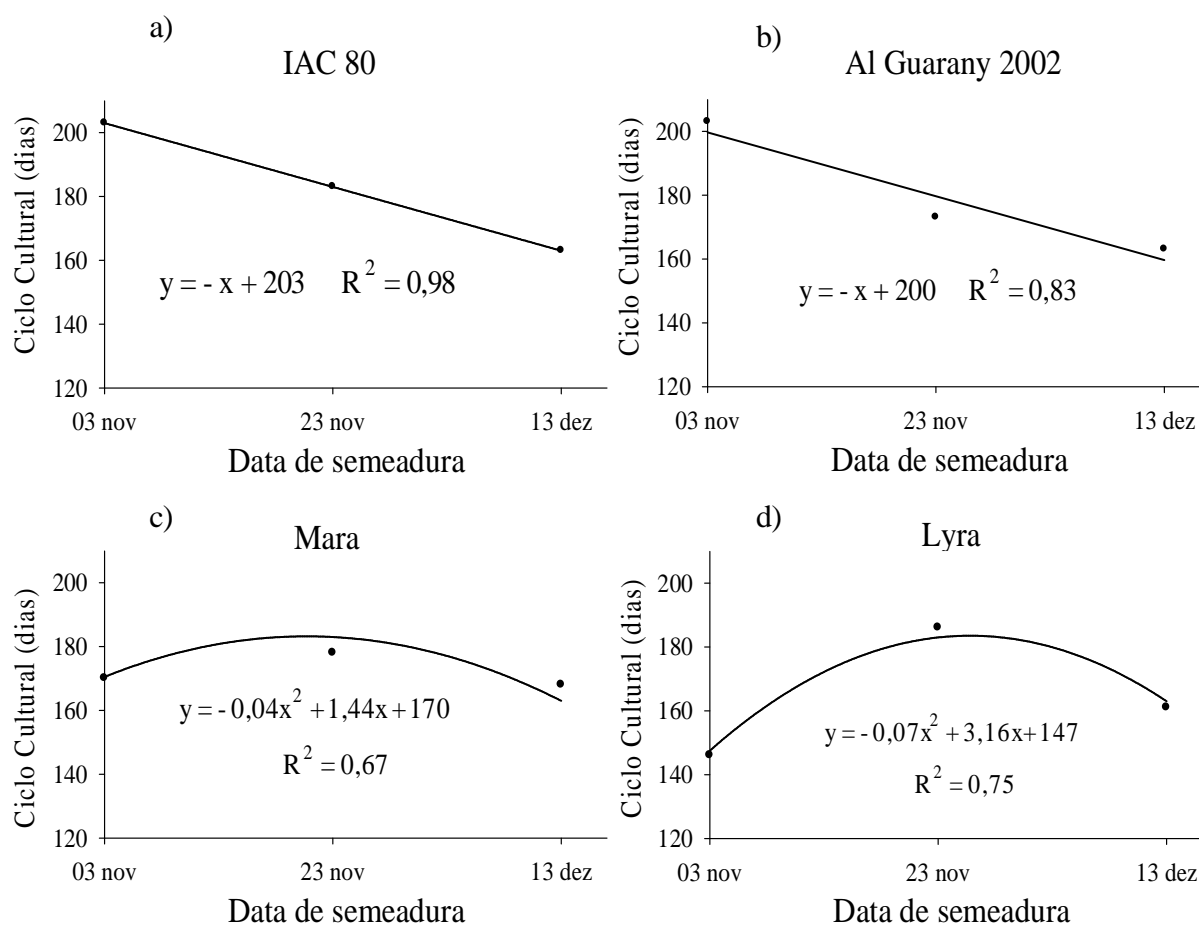 a)
IAC 80
Ciclo Cultural (dias)
200
180
160
140
120
y = - x + 203 R² = 0,98
03 nov 23 nov 13 dez
Data de semeadura
b)
Al Guarany 2002
Ciclo Cultural (dias)
200
180
160
140
120
y = - x + 200 R² = 0,83
03 nov 23 nov 13 dez
Data de semeadura
c)
Mara
Ciclo Cultural (dias)
200
180
160
140
120
y = - 0,04x² + 1,44x + 170
R² = 0,67
03 nov 23 nov 13 dez
Data de semeadura
d)
Lyra
Ciclo Cultural (dias)
200
180
160
140
120
y = - 0,07x² + 3,16x + 147
R² = 0,75
03 nov 23 nov 13 dez
Data de semeadura